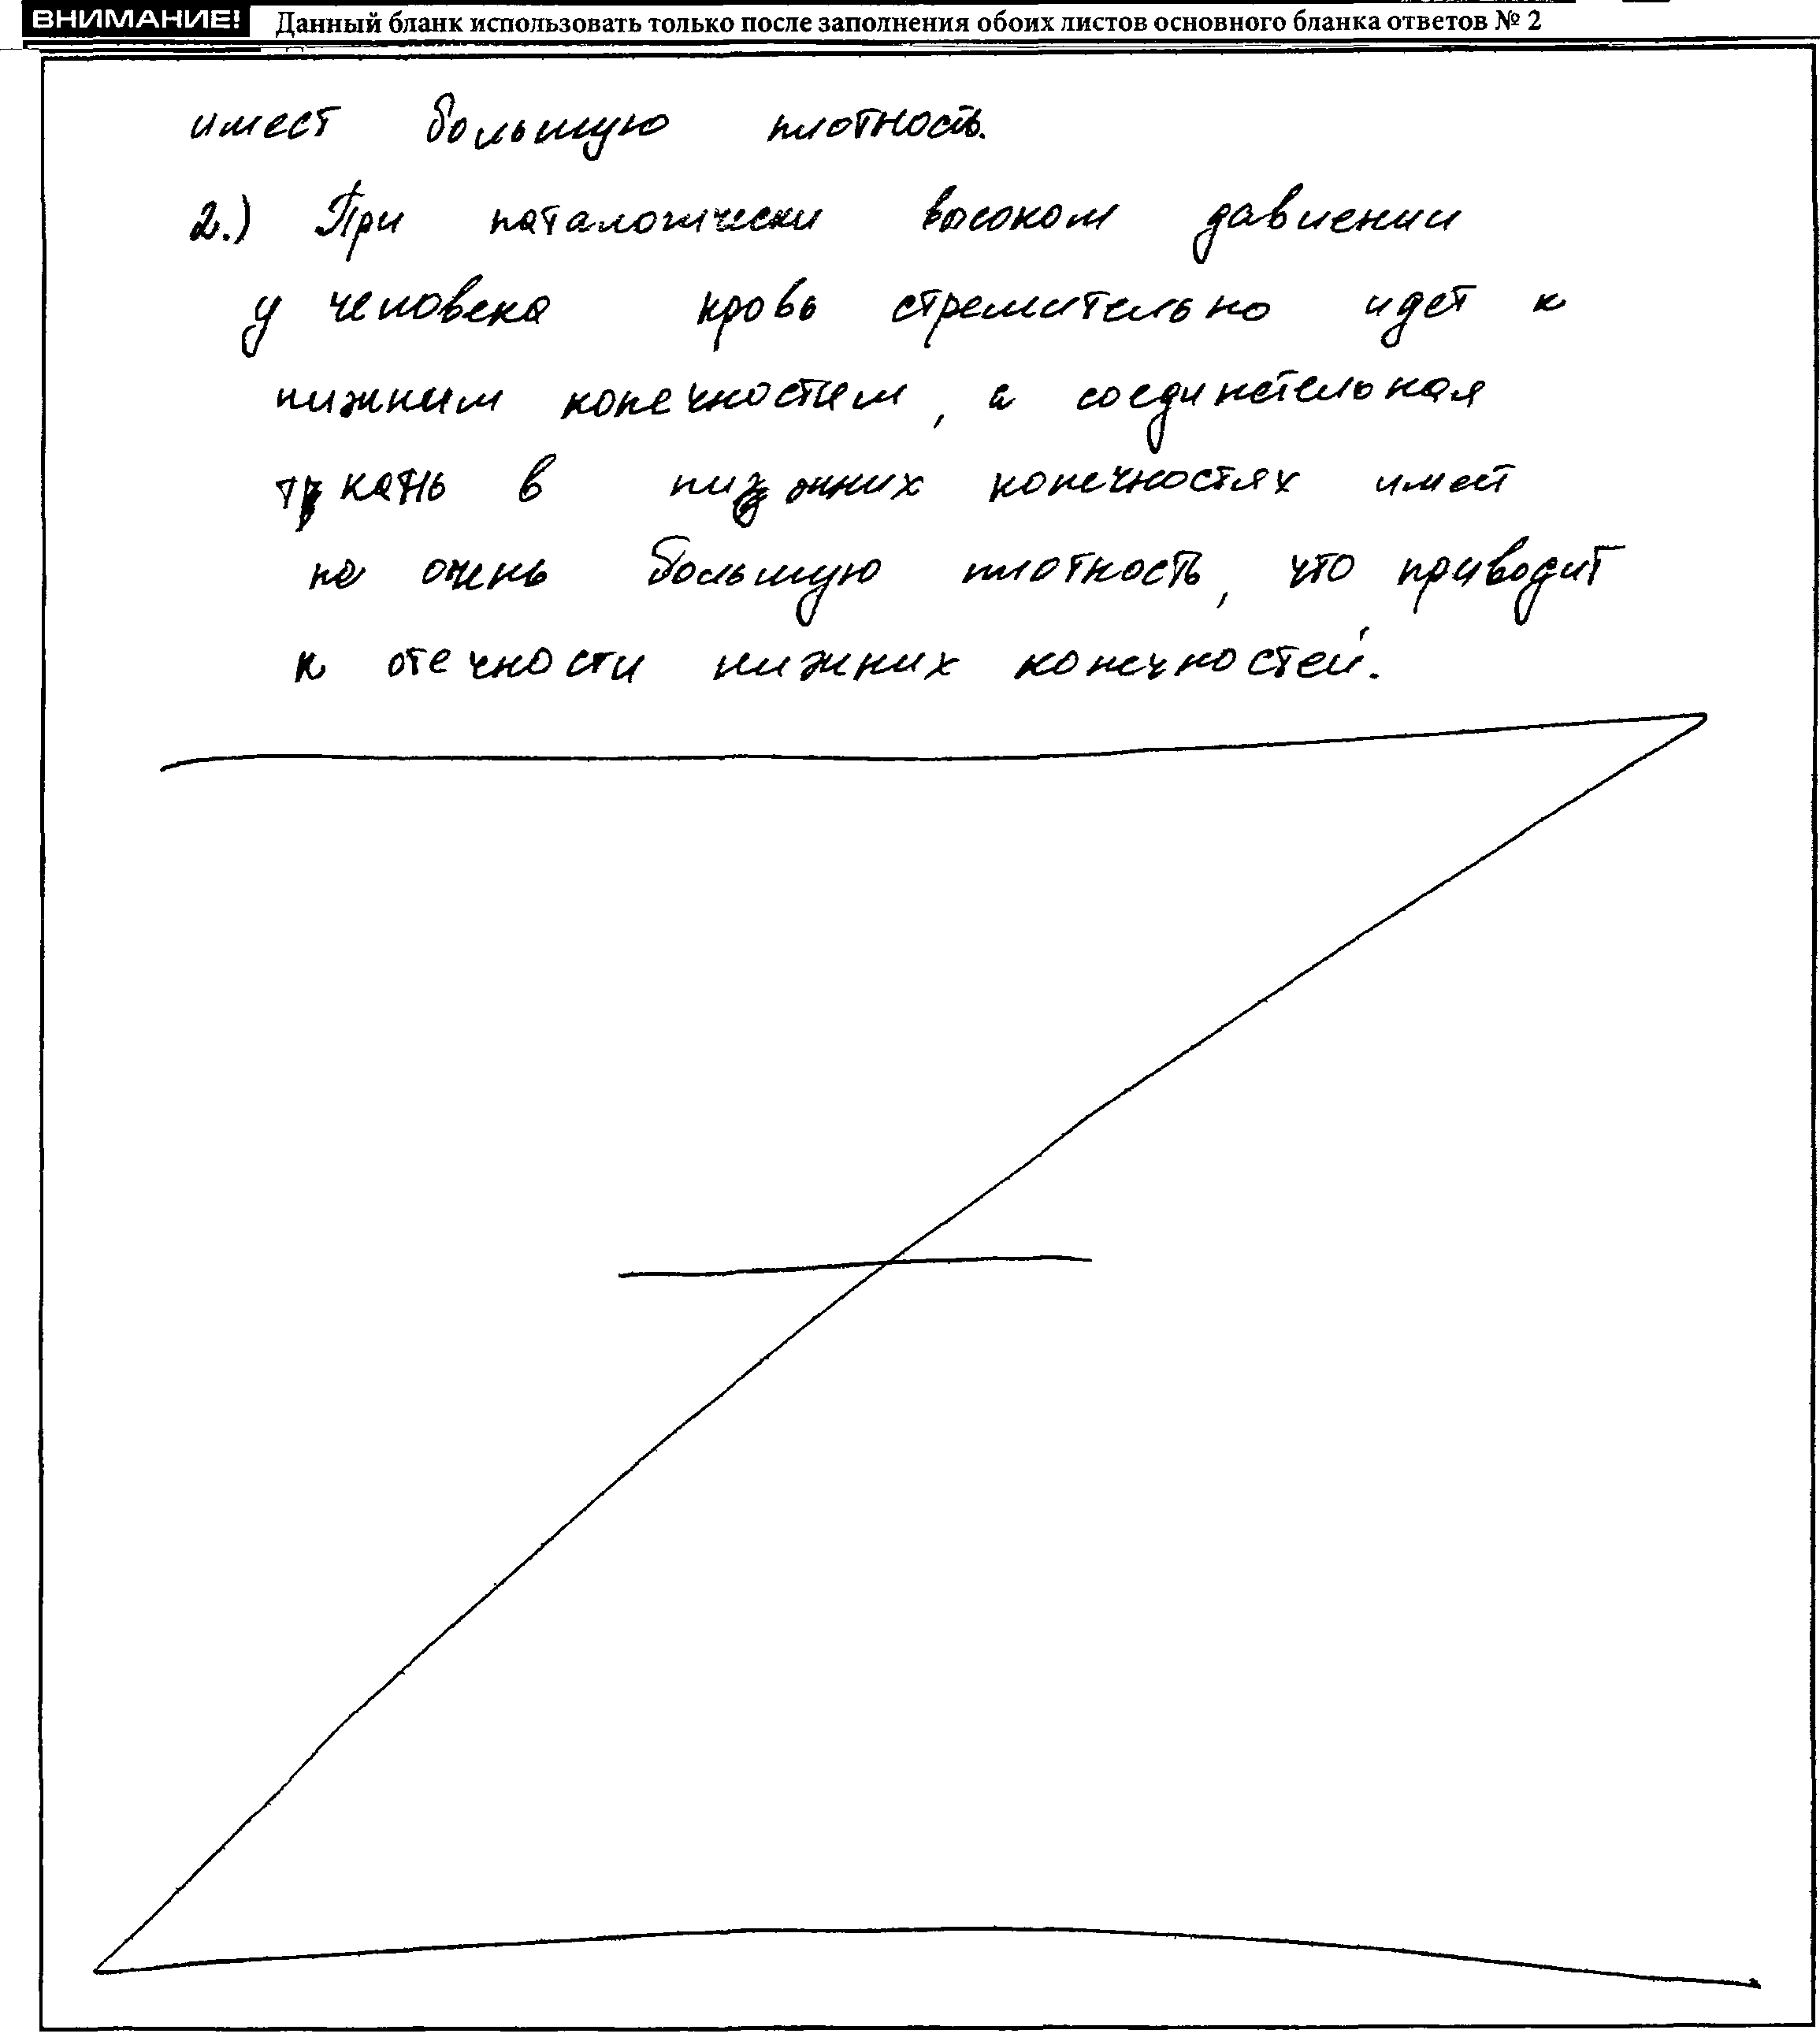 ВНИМАНИЕ! Данный бланк использовать только после заполнения обоих листов основного бланка ответов № 2
имеет большую плотность.
2.) При паталогически высоком давлении
у человека кровь стремительно идет к
нижним конечностям, а соединительная
ткань в нижних конечностях имеет
не очень большую плотность, что приводит
к отечности нижних конечностей.